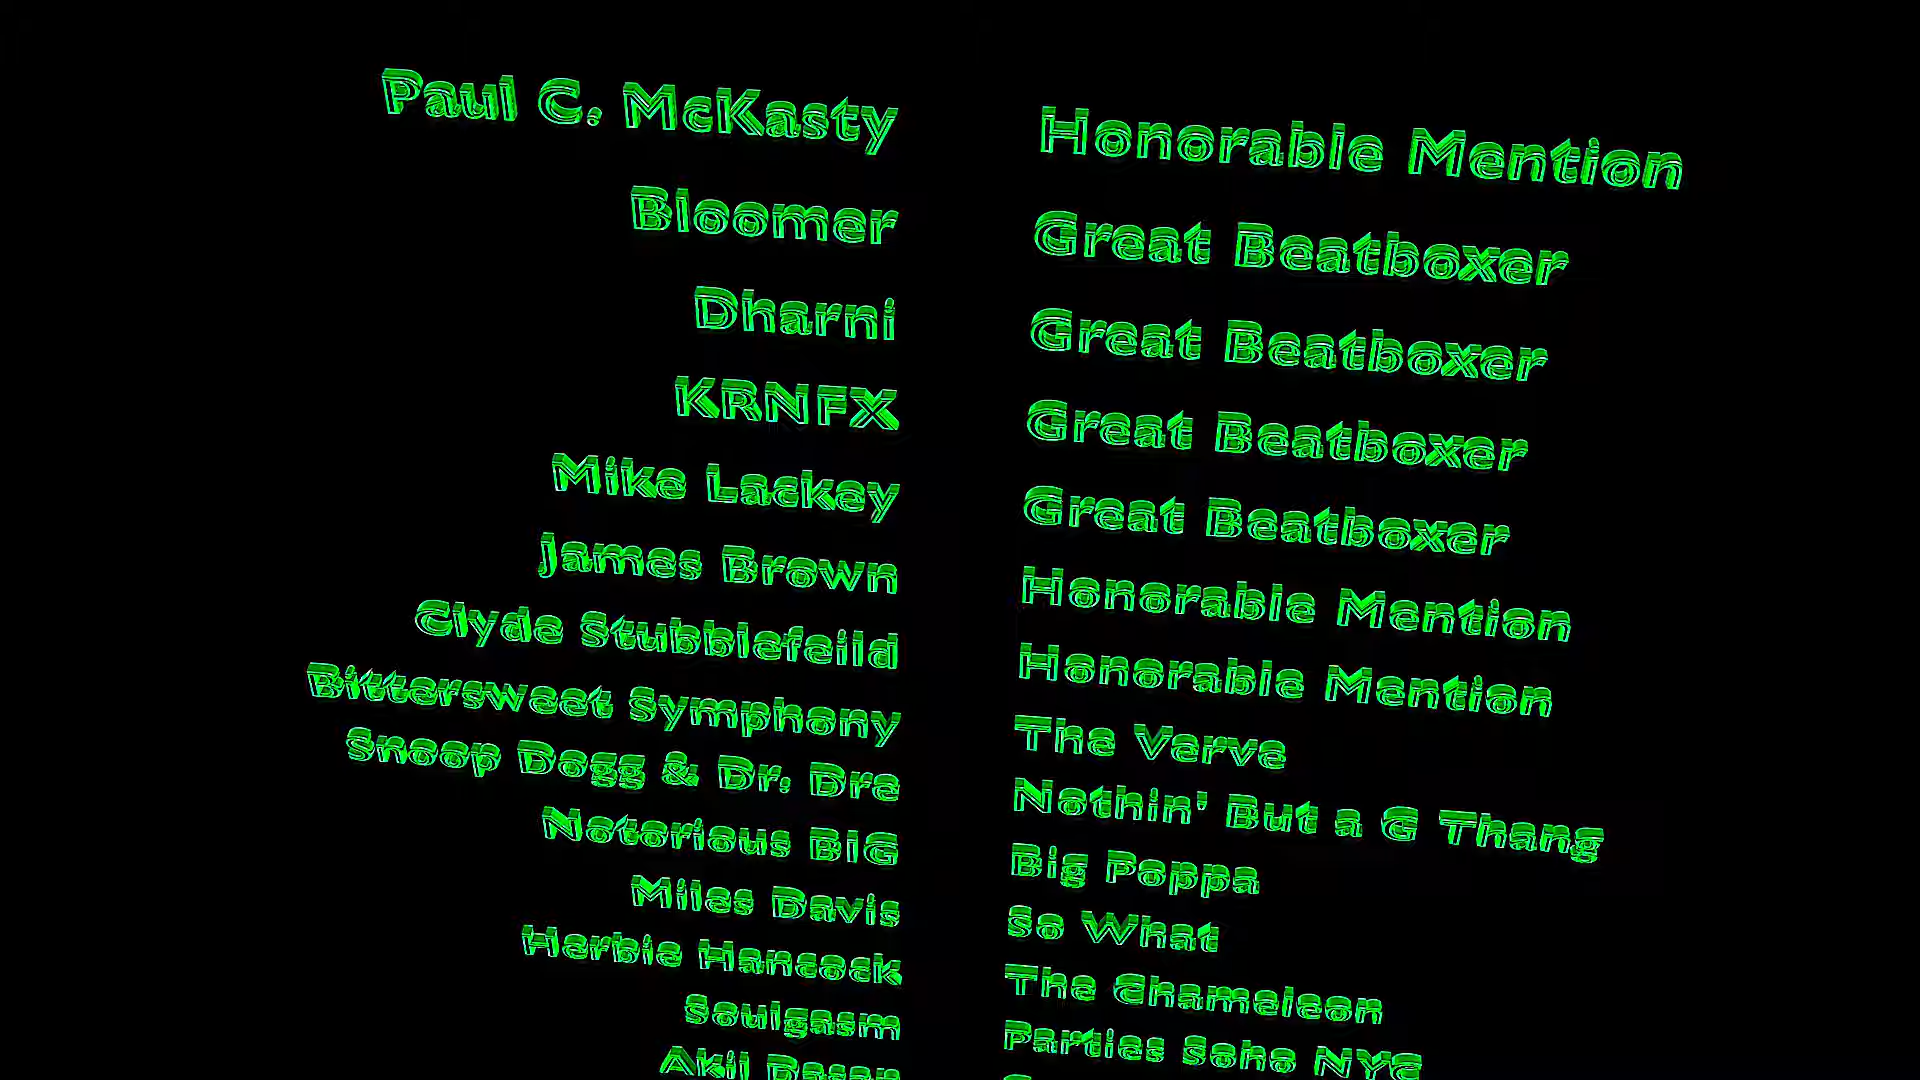 Paul C. McKasty Honorable Mention
Bloomer Great Beatboxer
Dharni Great Beatboxer
KRNFX Great Beatboxer
Mike Lackey Great Beatboxer
James Brown Honorable Mention
Clyde Stubblefeild Honorable Mention
Bittersweet Symphony The Verve
Snoop Dogg & Dr. Dre Nothin' But a G Thang
Notorious BIG Big Poppa
Miles Davis So What
Herbie Hancock The Chameleon
Soulgasm Parties Soho NYC
Akil Dasan